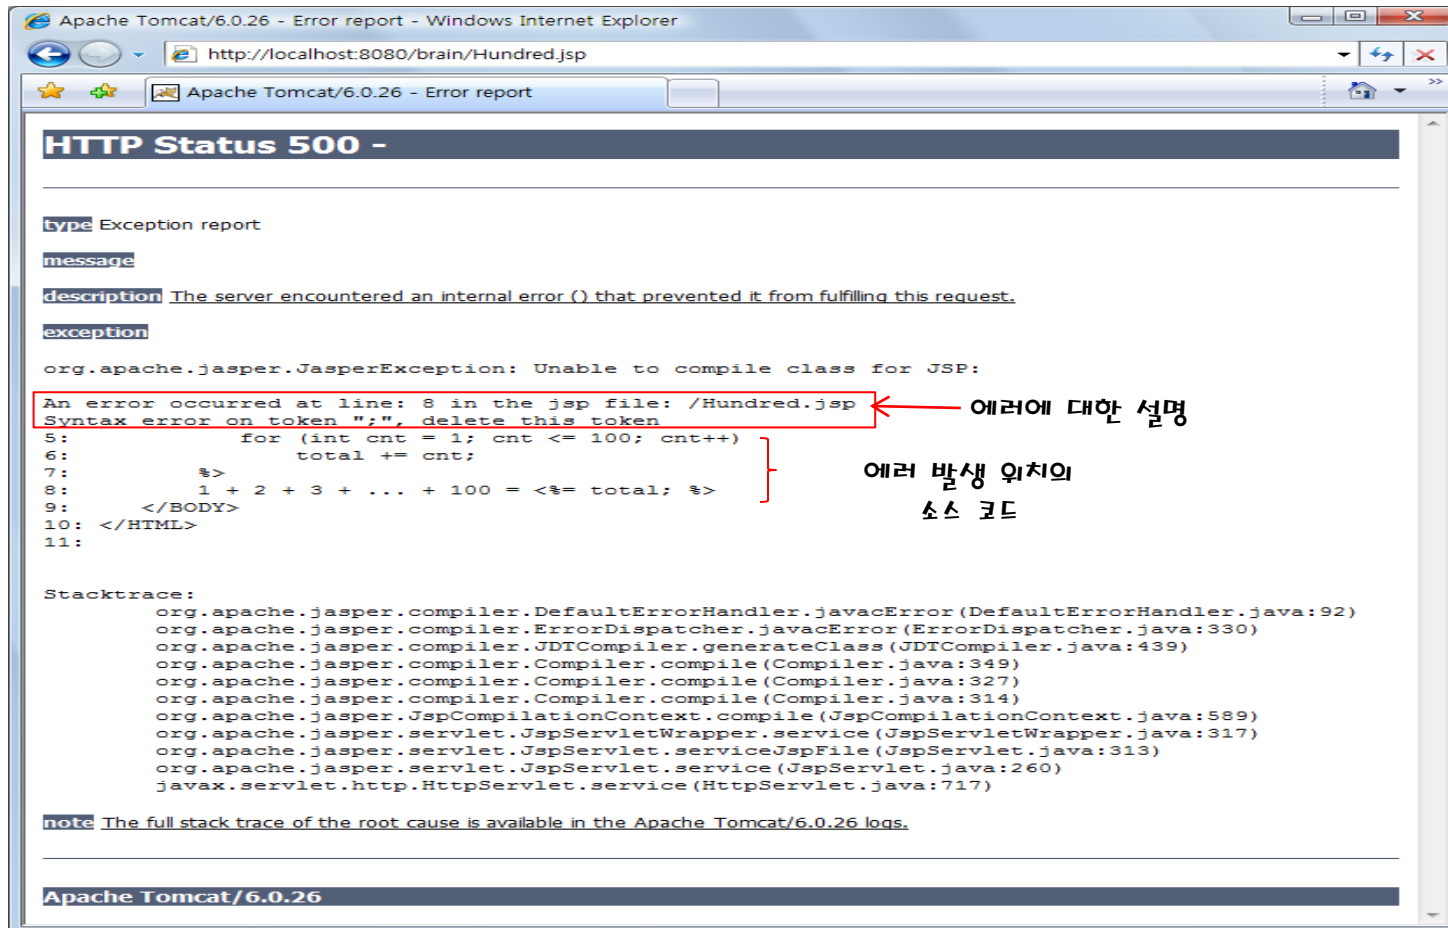 Apache Tomcat/6.0.26 - Error report - Windows Internet Explorer
http://localhost:8080/brain/Hundred.jsp
Apache Tomcat/6.0.26 - Error report
HTTP Status 500 -
type Exception report
message
description The server encountered an internal error () that prevented it from fulfilling this request.
exception
org.apache.jasper.JasperException: Unable to compile class for JSP:
An error occurred at line: 8 in the jsp file: /Hundred.jsp
에러에 대한 설명
Syntax error on token ";", delete this token
5:             for (int cnt = 1; cnt <= 100; cnt++)
6:                 total += cnt;
7:         %>
8:         1 + 2 + 3 + ... + 100 = <%= total; %>
9:     </BODY>
10: </HTML>
11:
에러 발생 위치의
소스 코드
Stacktrace:
org.apache.jasper.compiler.DefaultErrorHandler.javacError(DefaultErrorHandler.java:92)
org.apache.jasper.compiler.ErrorDispatcher.javacError(ErrorDispatcher.java:330)
org.apache.jasper.compiler.JDTCompiler.generateClass(JDTCompiler.java:439)
org.apache.jasper.compiler.Compiler.compile(Compiler.java:349)
org.apache.jasper.compiler.Compiler.compile(Compiler.java:327)
org.apache.jasper.compiler.Compiler.compile(Compiler.java:314)
org.apache.jasper.JspCompilationContext.compile(JspCompilationContext.java:589)
org.apache.jasper.servlet.JspServletWrapper.service(JspServletWrapper.java:317)
org.apache.jasper.servlet.JspServlet.serviceJspFile(JspServlet.java:313)
org.apache.jasper.servlet.JspServlet.service(JspServlet.java:260)
javax.servlet.http.HttpServlet.service(HttpServlet.java:717)
note The full stack trace of the root cause is available in the Apache Tomcat/6.0.26 logs.
Apache Tomcat/6.0.26